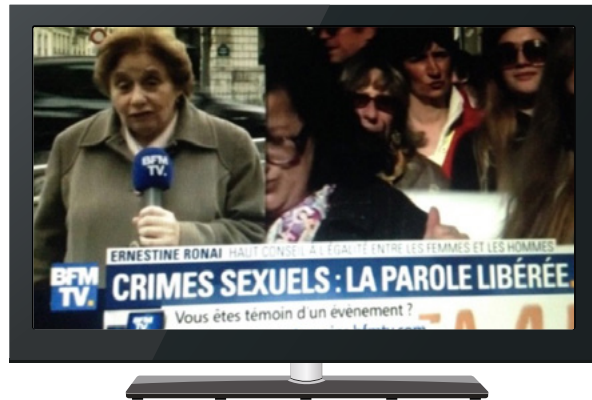 BFM
TV.
ERNESTINE RONAI HAUT CONSEIL À L'ÉGALITÉ ENTRE LES FEMMES ET LES HOMMES
BFM
TV.
CRIMES SEXUELS : LA PAROLE LIBÉRÉE
Vous êtes témoin d'un évènement ?